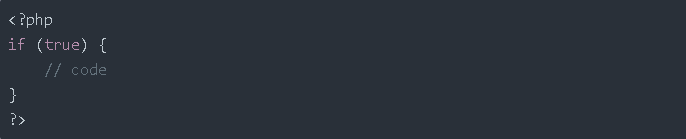 <?php
if (true) {
    // code
}
?>